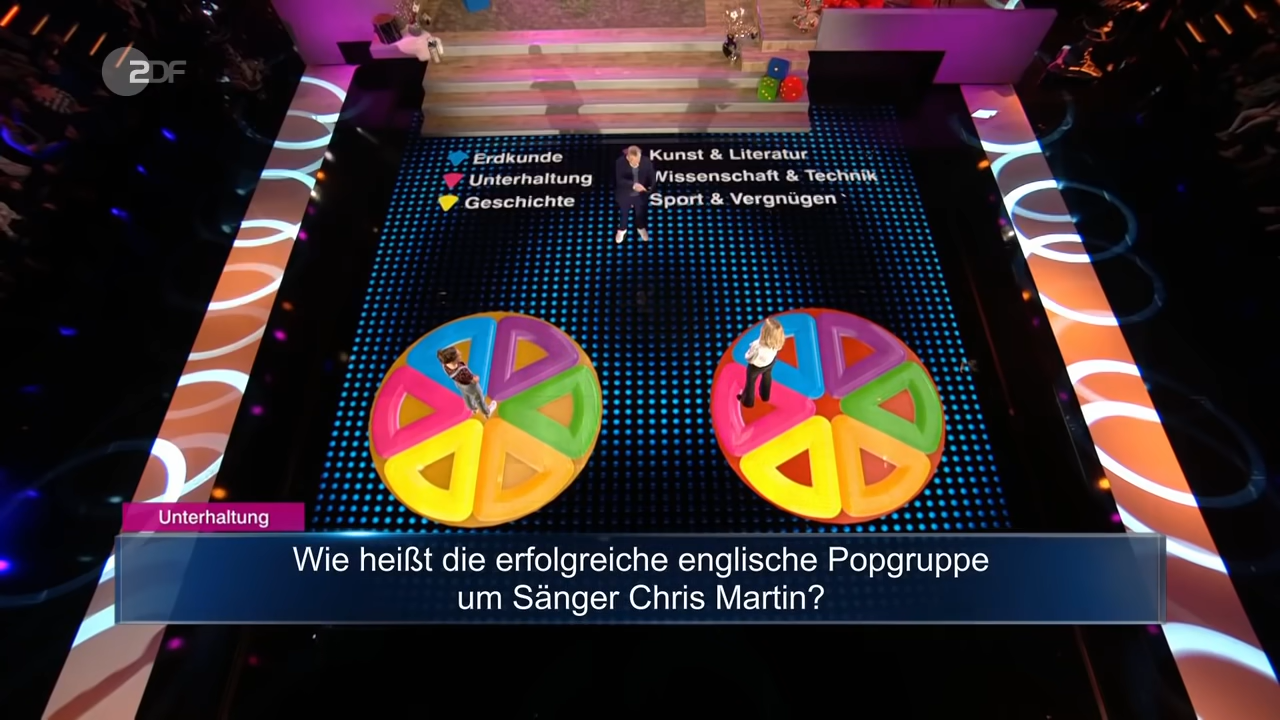 ZDF
Erdkunde
Unterhaltung
Geschichte
Kunst & Literatur
Wissenschaft & Technik
Sport & Vergnügen
Unterhaltung
Wie heißt die erfolgreiche englische Popgruppe
um Sänger Chris Martin?